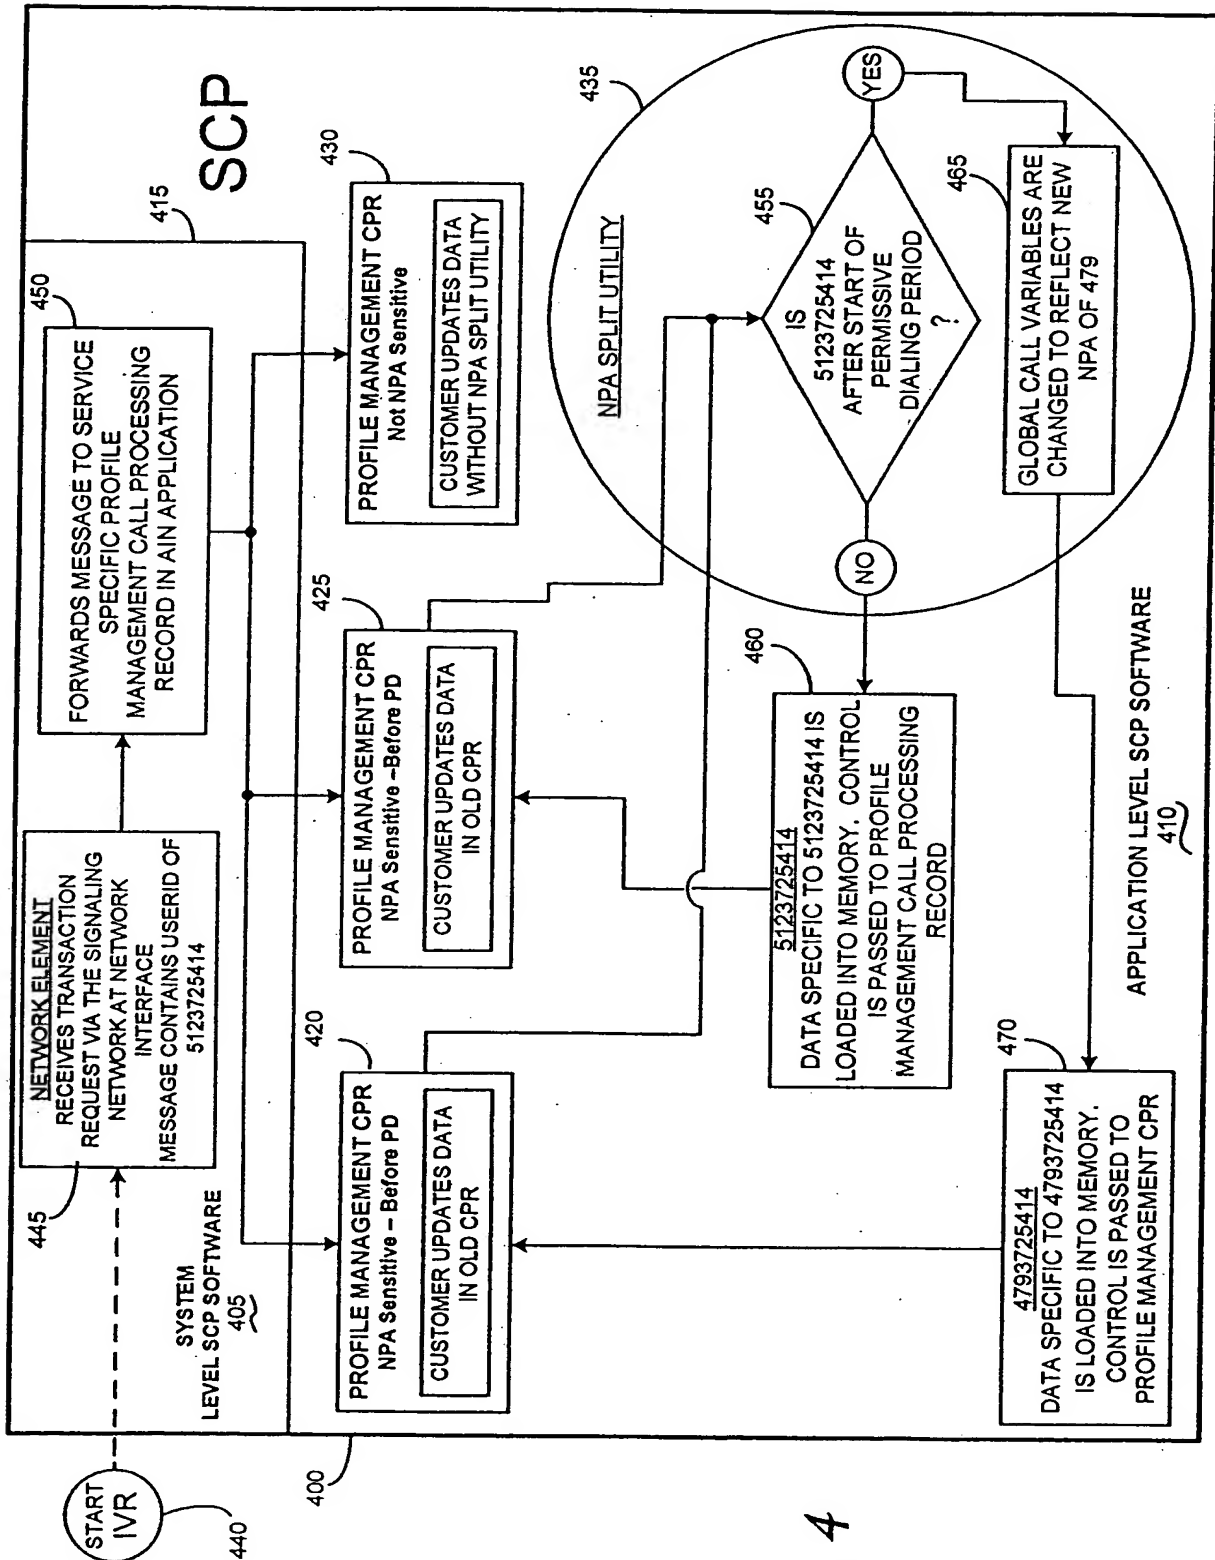 START
IVR
440
445
NETWORK ELEMENT
RECEIVES TRANSACTION
REQUEST VIA THE SIGNALING
NETWORK AT NETWORK
INTERFACE
MESSAGE CONTAINS USERID OF
5123725414
450
FORWARDS MESSAGE TO SERVICE
SPECIFIC PROFILE
MANAGEMENT CALL PROCESSING
RECORD IN AIN APPLICATION
415
SCP
SYSTEM
LEVEL SCP SOFTWARE
405
400
420
PROFILE MANAGEMENT CPR
NPA Sensitive – Before PD
CUSTOMER UPDATES DATA
IN OLD CPR
425
PROFILE MANAGEMENT CPR
NPA Sensitive –Before PD
CUSTOMER UPDATES DATA
IN OLD CPR
430
PROFILE MANAGEMENT CPR
Not NPA Sensitive
CUSTOMER UPDATES DATA
WITHOUT NPA SPLIT UTILITY
435
NPA SPLIT UTILITY
455
IS
5123725414
AFTER START OF
PERMISSIVE
DIALING PERIOD
?
YES
NO
460
5123725414
DATA SPECIFIC TO 5123725414 IS
LOADED INTO MEMORY. CONTROL
IS PASSED TO PROFILE
MANAGEMENT CALL PROCESSING
RECORD
465
GLOBAL CALL VARIABLES ARE
CHANGED TO REFLECT NEW
NPA OF 479
470
4793725414
DATA SPECIFIC TO 4793725414
IS LOADED INTO MEMORY.
CONTROL IS PASSED TO
PROFILE MANAGEMENT CPR
APPLICATION LEVEL SCP SOFTWARE
410
4